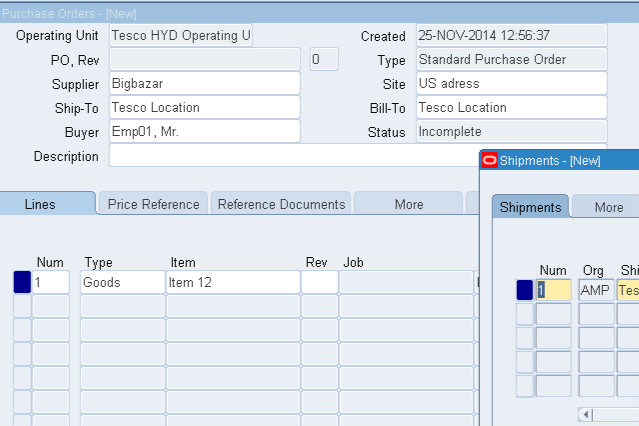 Purchase Orders - [New]
Operating Unit Tesco HYD Operating U Created 25-NOV-2014 12:56:37
PO, Rev 0 Type Standard Purchase Order
Supplier Bigbazar Site US adress
Ship-To Tesco Location Bill-To Tesco Location
Buyer Emp01, Mr. Status Incomplete
Description
Shipments - [New]
Lines Price Reference Reference Documents More
Shipments More
Num Type Item Rev Job
1 Goods Item 12
Num Org Shi
1 AMP Tes